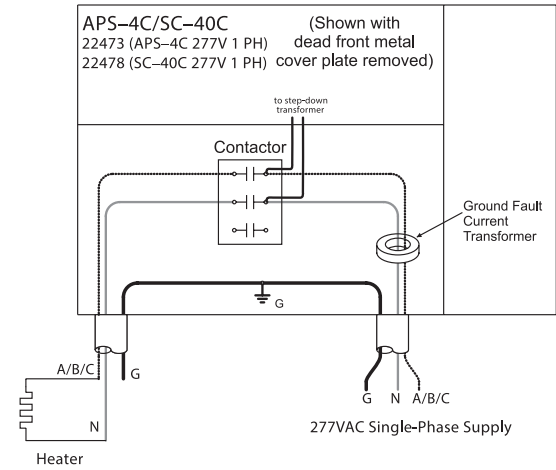 APS–4C/SC–40C
22473 (APS–4C 277V 1 PH)
22478 (SC–40C 277V 1 PH)
(Shown with
dead front metal
cover plate removed)
to step-down
transformer
Contactor
Ground Fault
Current
Transformer
G
A/B/C
G
N
Heater
G N A/B/C
277VAC Single-Phase Supply